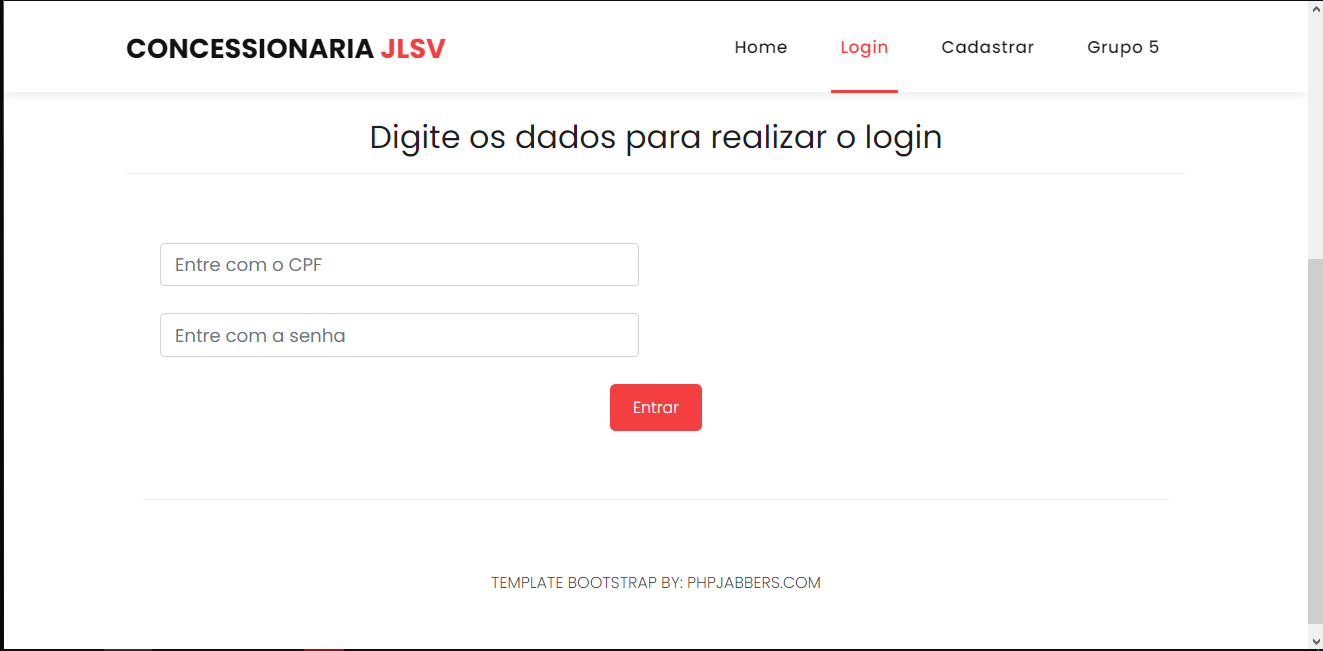 CONCESSIONARIA JLSV
Home Login Cadastrar Grupo 5
Digite os dados para realizar o login
Entre com o CPF
Entre com a senha
Entrar
TEMPLATE BOOTSTRAP BY: PHPJABBERS.COM